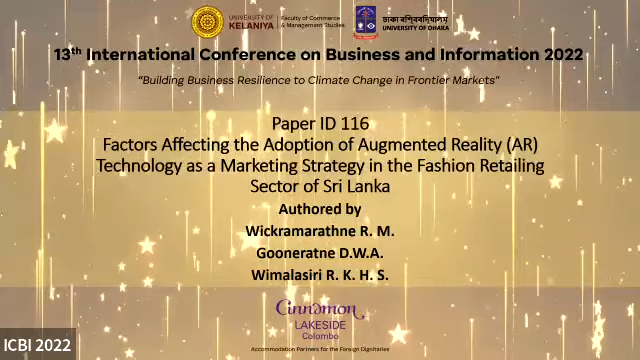 UNIVERSITY OF
KELANIYA
Faculty of Commerce
& Management Studies
ঢাকা বিশ্ববিদ্যালয়
UNIVERSITY OF DHAKA
13th International Conference on Business and Information 2022
“Building Business Resilience to Climate Change in Frontier Markets”
Paper ID 116
Factors Affecting the Adoption of Augmented Reality (AR)
Technology as a Marketing Strategy in the Fashion Retailing
Sector of Sri Lanka
Authored by
Wickramarathne R. M.
Gooneratne D.W.A.
Wimalasiri R. K. H. S.
Cinnamon
LAKESIDE
Colombo
Accommodation Partners for the Foreign Dignitaries
ICBI 2022